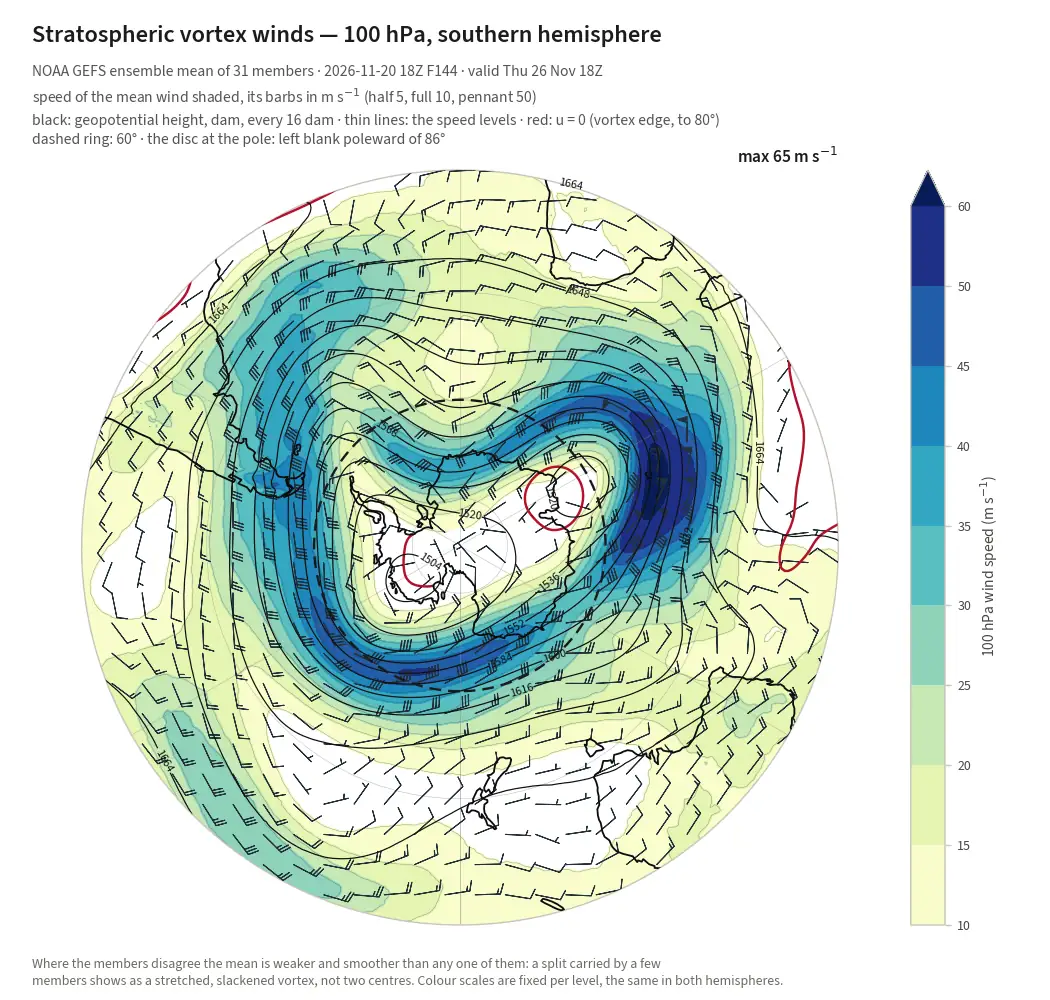 Stratospheric vortex winds — 100 hPa, southern hemisphere
NOAA GEFS ensemble mean of 31 members · 2026-11-20 18Z F144 · valid Thu 26 Nov 18Z
speed of the mean wind shaded, its barbs in m s⁻¹ (half 5, full 10, pennant 50)
black: geopotential height, dam, every 16 dam · thin lines: the speed levels · red: u = 0 (vortex edge, to 80°)
dashed ring: 60° · the disc at the pole: left blank poleward of 86°
max 65 m s⁻¹
1664
1648
1664
1664
1520
1504
1536
1552
1584
1600
1616
1664
60
50
45
40
35
30
25
20
15
10
100 hPa wind speed (m s⁻¹)
Where the members disagree the mean is weaker and smoother than any one of them: a split carried by a few
members shows as a stretched, slackened vortex, not two centres. Colour scales are fixed per level, the same in both hemispheres.